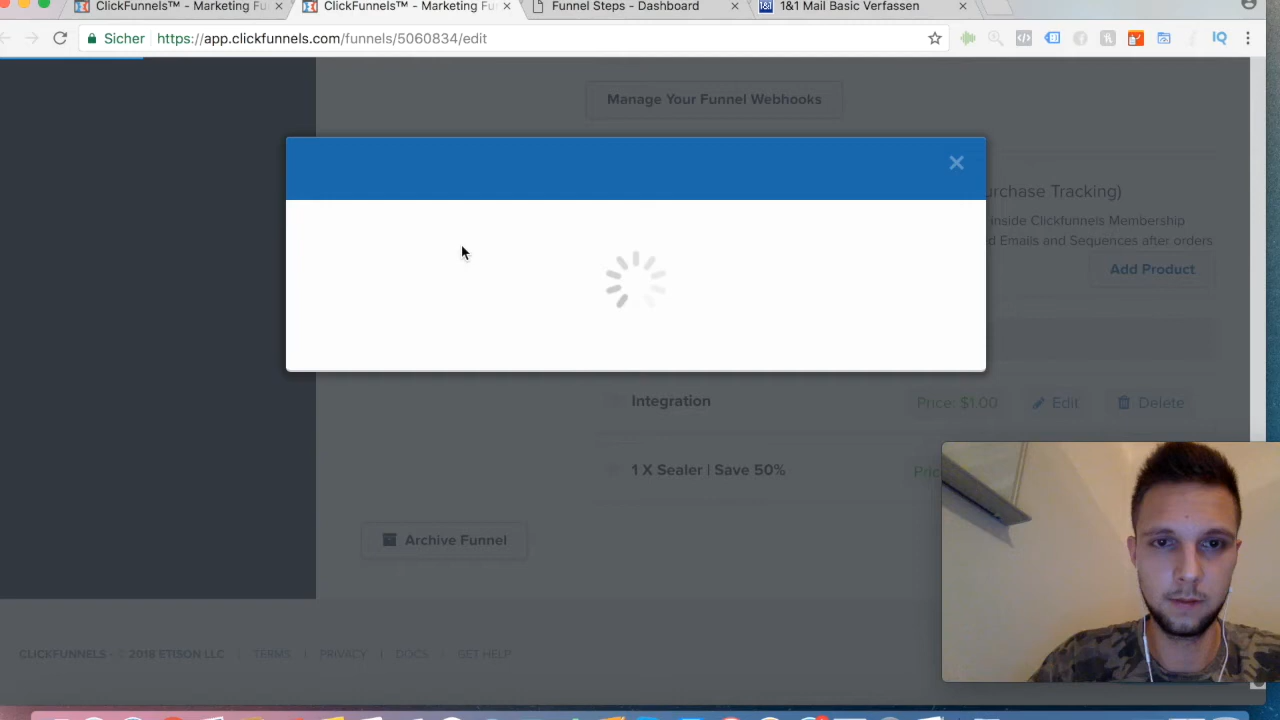 ClickFunnels™ - Marketing Fu
ClickFunnels™ - Marketing Fun
Funnel Steps - Dashboard
1&1 Mail Basic Verfassen
Sicher
https://app.clickfunnels.com/funnels/5060834/edit
Manage Your Funnel Webhooks
urchase Tracking)
inside Clickfunnels Membership
d Emails and Sequences after orders
Add Product
Integration
Price: $1.00
Edit
Delete
1 X Sealer | Save 50%
Archive Funnel
CLICKFUNNELS - © 2018 ETISON LLC | TERMS | PRIVACY | DOCS | GET HELP